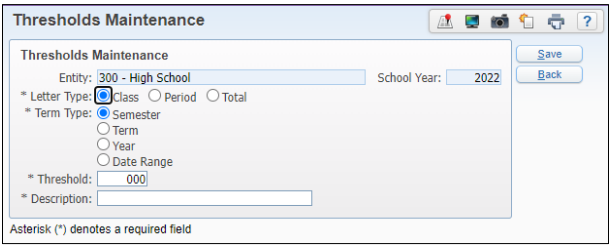 Thresholds Maintenance
?
Thresholds Maintenance
Save
Entity: 300 - High School School Year: 2022
Back
* Letter Type: Class Period Total
* Term Type: Semester
Term
Year
Date Range
* Threshold: 000
* Description:
Asterisk (*) denotes a required field